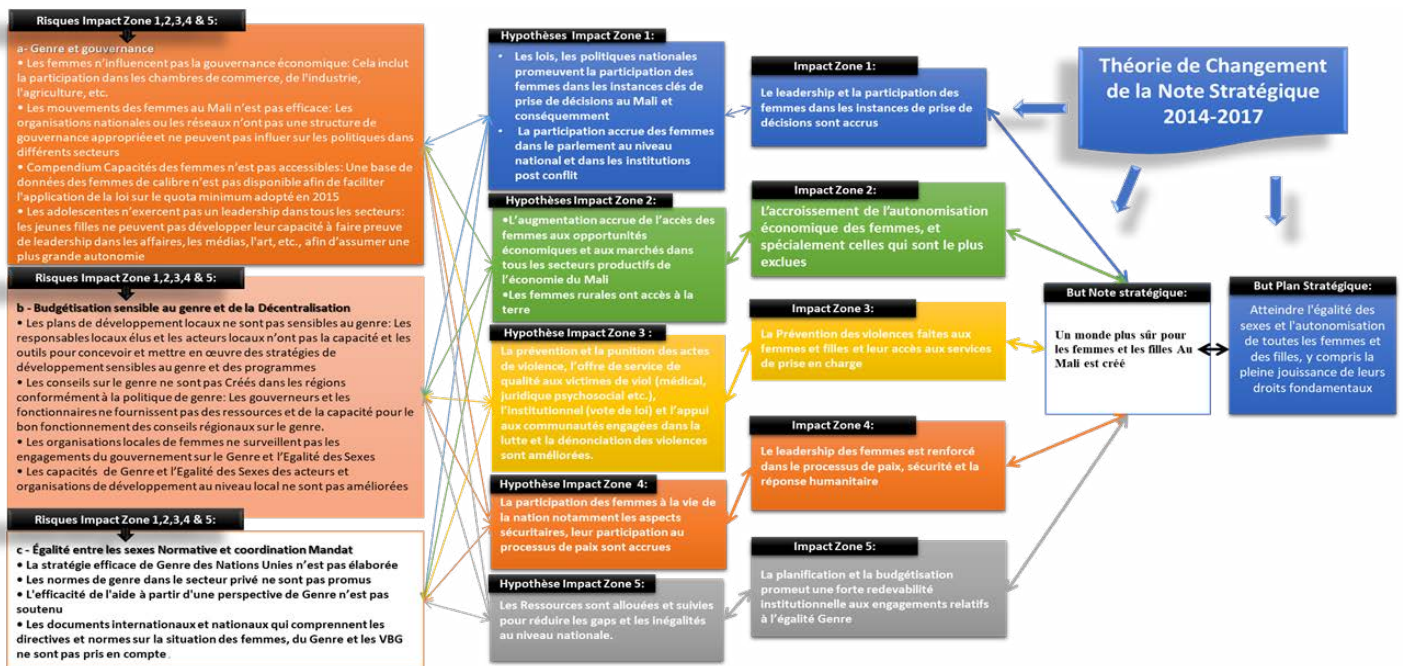 Risques Impact Zone 1,2,3,4 & 5:
a- Genre et gouvernance
• Les femmes n'influencent pas la gouvernance économique: Cela inclut
la participation dans les chambres de commerce, de l'industrie,
l'agriculture, etc.
• Les mouvements des femmes au Mali n'est pas efficace: Les
organisations nationales ou les réseaux n'ont pas une structure de
gouvernance appropriée et ne peuvent pas influer sur les politiques dans
différents secteurs
• Compendium Capacités des femmes n'est pas accessibles: Une base de
données des femmes de calibre n'est pas disponible afin de faciliter
l'application de la loi sur le quota minimum adopté en 2015
• Les adolescentes n'exercent pas un leadership dans tous les secteurs:
les jeunes filles ne peuvent pas développer leur capacité à faire preuve
de leadership dans les affaires, les médias, l'art, etc., afin d'assumer une
plus grande autonomie
Risques Impact Zone 1,2,3,4 & 5:
b - Budgétisation sensible au genre et de la Décentralisation
• Les plans de développement locaux ne sont pas sensibles au genre: Les
responsables locaux élus et les acteurs locaux n'ont pas la capacité et les
outils pour concevoir et mettre en œuvre des stratégies de
développement sensibles au genre et des programmes
• Les conseils sur le genre ne sont pas Créés dans les régions
conformément à la politique de genre: Les gouverneurs et les
fonctionnaires ne fournissent pas des ressources et de la capacité pour le
bon fonctionnement des conseils régionaux sur le genre.
• Les organisations locales de femmes ne surveillent pas les
engagements du gouvernement sur le Genre et l'Egalité des Sexes
• Les capacités de Genre et l'Egalité des Sexes des acteurs et
organisations de développement au niveau local ne sont pas améliorées
Risques Impact Zone 1,2,3,4 & 5:
c - Égalité entre les sexes Normative et coordination Mandat
• La stratégie efficace de Genre des Nations Unies n'est pas élaborée
• Les normes de genre dans le secteur privé ne sont pas promus
• L'efficacité de l'aide à partir d'une perspective de Genre n'est pas
soutenu
• Les documents internationaux et nationaux qui comprennent les
directives et normes sur la situation des femmes, du Genre et les VBG
ne sont pas pris en compte.
Hypothèses Impact Zone 1:
• Les lois, les politiques nationales
promeuvent la participation des
femmes dans les instances clés de
prise de décisions au Mali et
conséquemment
• La participation accrue des femmes
dans le parlement au niveau
national et dans les institutions
post conflit
Hypothèses Impact Zone 2:
•L'augmentation accrue de l'accès des
femmes aux opportunités
économiques et aux marchés dans
tous les secteurs productifs de
l'économie du Mali
•Les femmes rurales ont accès à la
terre
Hypothèse Impact Zone 3 :
La prévention et la punition des actes
de violence, l'offre de service de
qualité aux victimes de viol (médical,
juridique psychosocial etc.),
l'institutionnel (vote de loi) et l'appui
aux communautés engagées dans la
lutte et la dénonciation des violences
sont améliorées.
Hypothèse Impact Zone 4:
La participation des femmes à la vie de
la nation notamment les aspects
sécuritaires, leur participation au
processus de paix sont accrues
Hypothèse Impact Zone 5:
Les Ressources sont allouées et suivies
pour réduire les gaps et les inégalités
au niveau nationale.
Impact Zone 1:
Le leadership et la participation des
femmes dans les instances de prise de
décisions sont accrus
Impact Zone 2:
L'accroissement de l'autonomisation
économique des femmes, et
spécialement celles qui sont le plus
exclues
Impact Zone 3:
La Prévention des violences faites aux
femmes et filles et leur accès aux services
de prise en charge
Impact Zone 4:
Le leadership des femmes est renforcé
dans le processus de paix, sécurité et la
réponse humanitaire
Impact Zone 5:
La planification et la budgétisation
promeut une forte redevabilité
institutionnelle aux engagements relatifs
à l'égalité Genre
Théorie de Changement
de la Note Stratégique
2014-2017
But Note stratégique:
Un monde plus sûr pour
les femmes et les filles Au
Mali est créé
But Plan Stratégique:
Atteindre l'égalité des
sexes et l'autonomisation
de toutes les femmes et
des filles, y compris la
pleine jouissance de leurs
droits fondamentaux